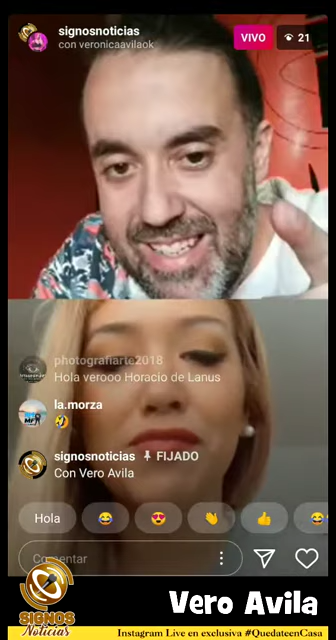 signosnoticias
con veronicaavilaok
VIVO
21
photografiarte2018
Hola verooo Horacio de Lanus
la.morza
signosnoticias FIJADO
Con Vero Avila
Hola
Comentar
SIGNOS
Noticias
Vero Avila
Instagram Live en exclusiva #QuedateenCasa